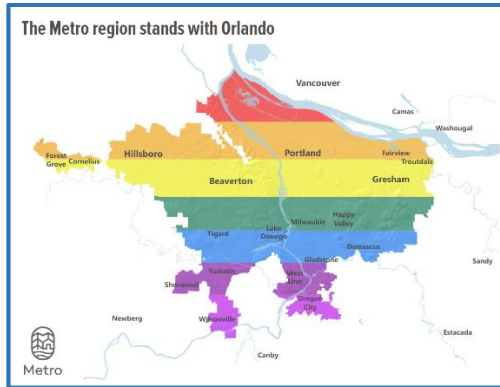 The Metro region stands with Orlando
Vancouver
Camas
Washougal
Forest
Grove
Cornelius
Hillsboro
Portland
Fairview
Troutdale
Beaverton
Gresham
Tigard
Lake
Oswego
Milwaukie
Happy
Valley
Damascus
Gladstone
Sandy
Tualatin
Sherwood
West
Linn
Oregon
City
Wilsonville
Newberg
Canby
Estacada
Metro